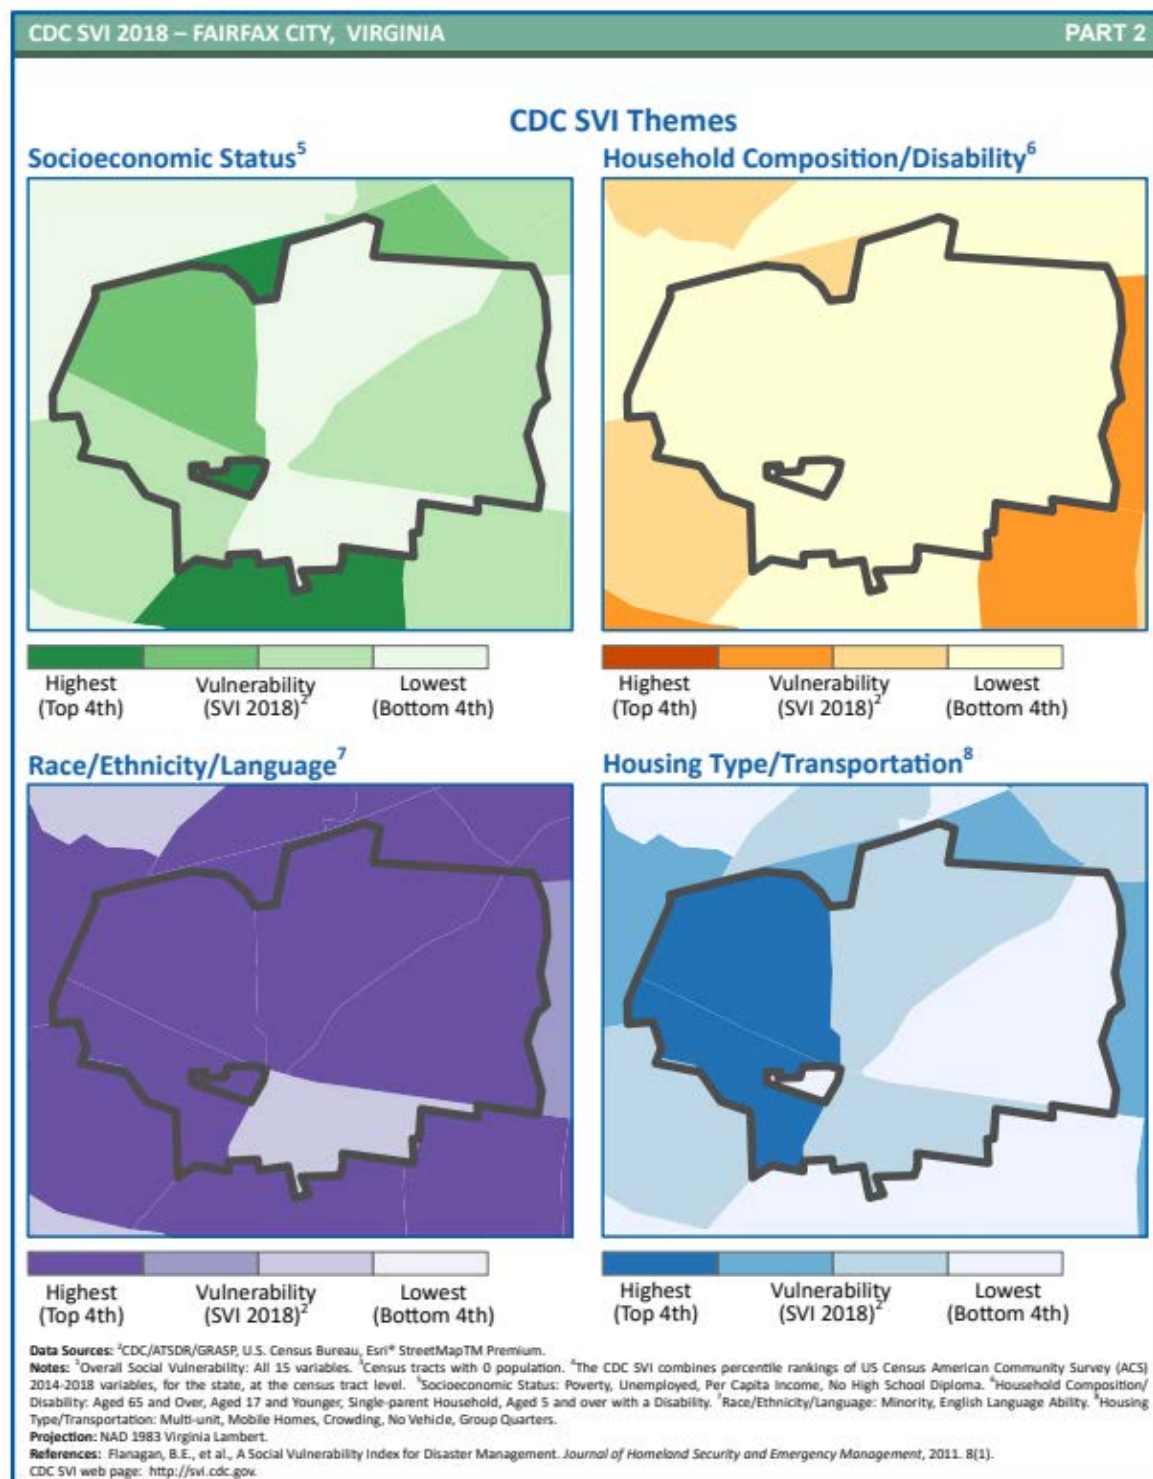 CDC SVI 2018 – FAIRFAX CITY, VIRGINIA PART 2
CDC SVI Themes
Socioeconomic Status5 Household Composition/Disability6
Highest Vulnerability Lowest Highest Vulnerability Lowest
(Top 4th) (SVI 2018)2 (Bottom 4th) (Top 4th) (SVI 2018)2 (Bottom 4th)
Race/Ethnicity/Language7 Housing Type/Transportation8
Highest Vulnerability Lowest Highest Vulnerability Lowest
(Top 4th) (SVI 2018)2 (Bottom 4th) (Top 4th) (SVI 2018)2 (Bottom 4th)
Data Sources: 2CDC/ATSDR/GRASP, U.S. Census Bureau, Esri® StreetMapTM Premium.
Notes: 1Overall Social Vulnerability: All 15 variables. 3Census tracts with 0 population. 4The CDC SVI combines percentile rankings of US Census American Community Survey (ACS)
2014-2018 variables, for the state, at the census tract level. 5Socioeconomic Status: Poverty, Unemployed, Per Capita Income, No High School Diploma. 6Household Composition/
Disability: Aged 65 and Over, Aged 17 and Younger, Single-parent Household, Aged 5 and over with a Disability. 7Race/Ethnicity/Language: Minority, English Language Ability. 8Housing
Type/Transportation: Multi-unit, Mobile Homes, Crowding, No Vehicle, Group Quarters.
Projection: NAD 1983 Virginia Lambert.
References: Flanagan, B.E., et al., A Social Vulnerability Index for Disaster Management. Journal of Homeland Security and Emergency Management, 2011. 8(1).
CDC SVI web page: http://svi.cdc.gov.